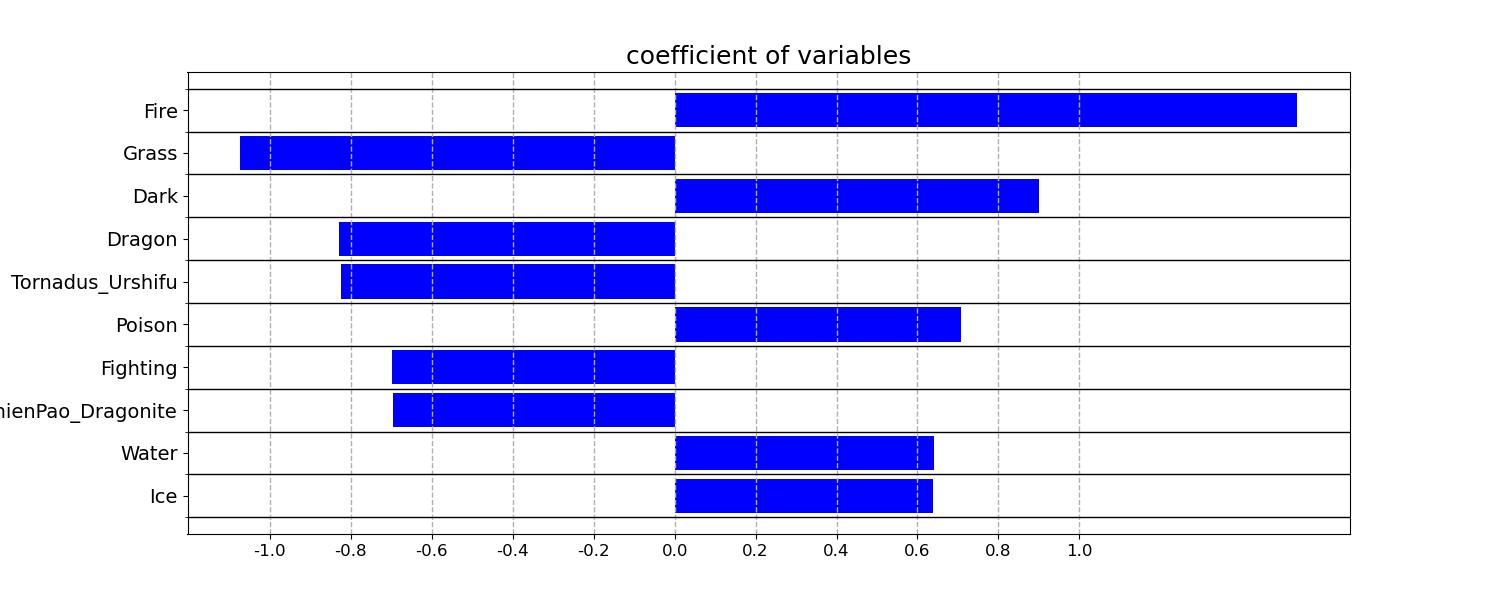 coefficient of variables
Fire
Grass
Dark
Dragon
Tornadus_Urshifu
Poison
Fighting
nienPao_Dragonite
Water
Ice
-1.0 -0.8 -0.6 -0.4 -0.2 0.0 0.2 0.4 0.6 0.8 1.0